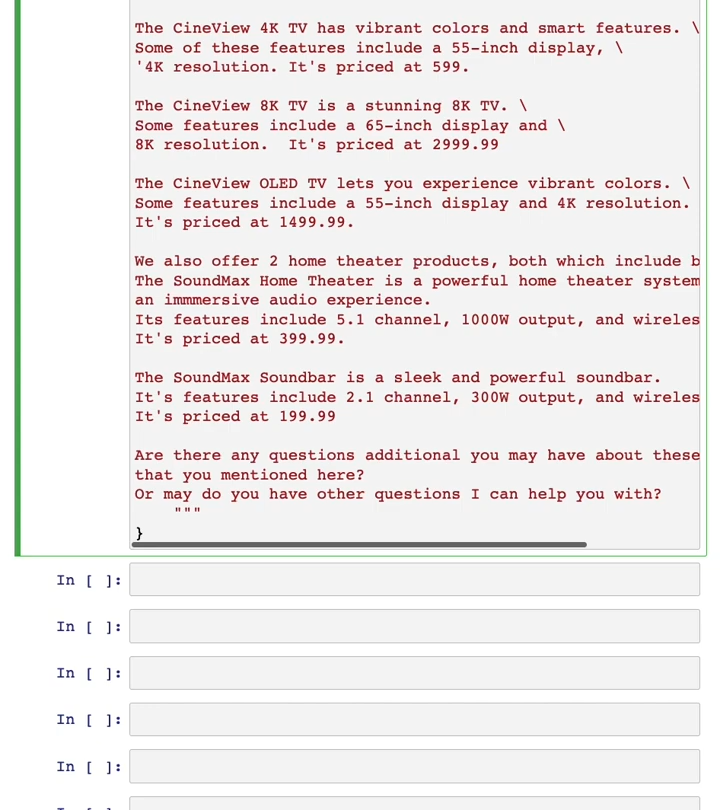 The CineView 4K TV has vibrant colors and smart features. \
Some of these features include a 55-inch display, \
'4K resolution. It's priced at 599.
The CineView 8K TV is a stunning 8K TV. \
Some features include a 65-inch display and \
8K resolution.  It's priced at 2999.99
The CineView OLED TV lets you experience vibrant colors. \
Some features include a 55-inch display and 4K resolution.
It's priced at 1499.99.
We also offer 2 home theater products, both which include b
The SoundMax Home Theater is a powerful home theater system
an immmersive audio experience.
Its features include 5.1 channel, 1000W output, and wireles
It's priced at 399.99.
The SoundMax Soundbar is a sleek and powerful soundbar.
It's features include 2.1 channel, 300W output, and wireles
It's priced at 199.99
Are there any questions additional you may have about these
that you mentioned here?
Or may do you have other questions I can help you with?
"""
}
In [ ]:
In [ ]:
In [ ]:
In [ ]:
In [ ]: